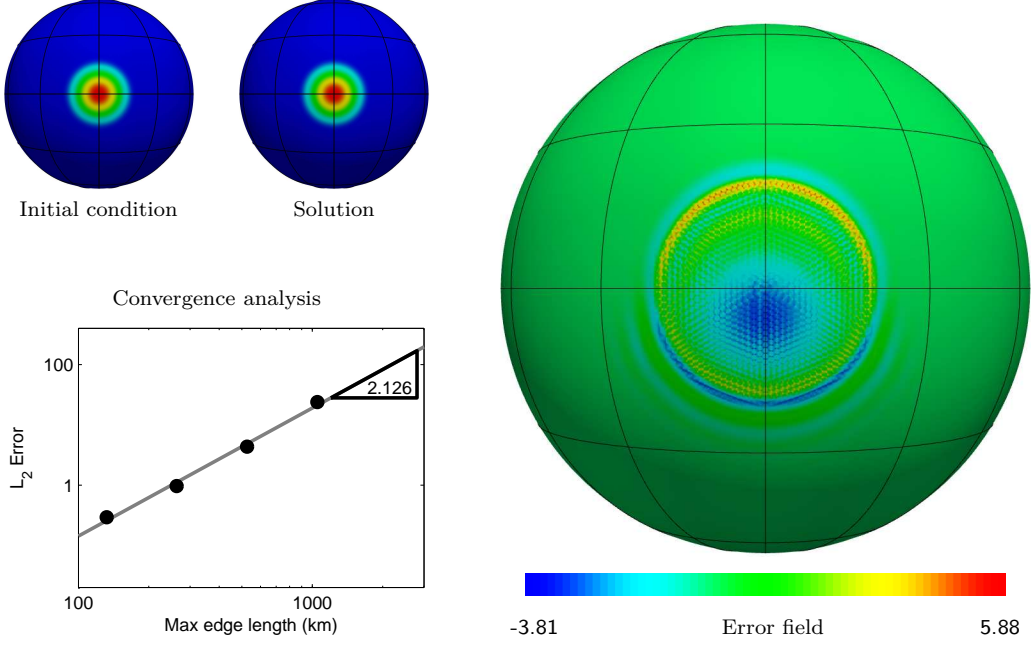 Initial condition
Solution
Convergence analysis
100
1
L2 Error
2.126
100
1000
Max edge length (km)
-3.81
Error field
5.88